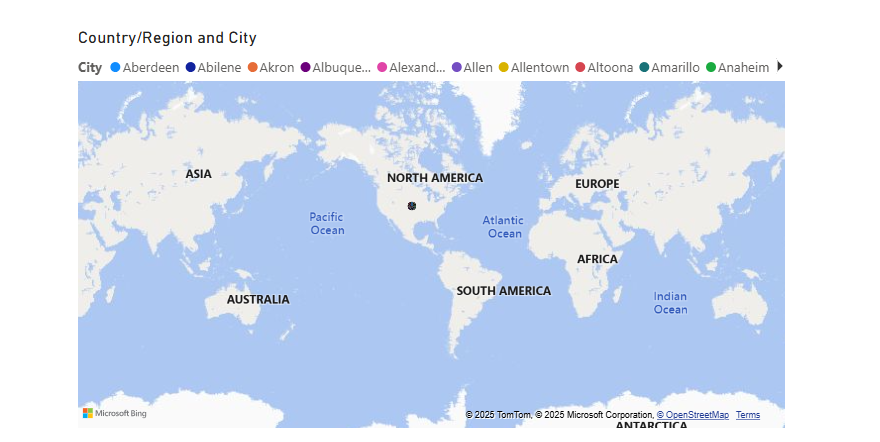 Country/Region and City
City Aberdeen Abilene Akron Albuque... Alexand... Allen Allentown Altoona Amarillo Anaheim
ASIA
NORTH AMERICA
EUROPE
Pacific
Ocean
Atlantic
Ocean
AFRICA
SOUTH AMERICA
AUSTRALIA
Indian
Ocean
Microsoft Bing
© 2025 TomTom, © 2025 Microsoft Corporation, © OpenStreetMap Terms
ANTARCTICA